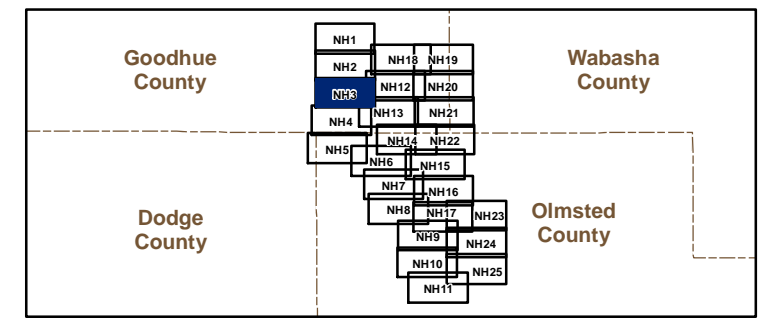 NH1
Goodhue
County
NH18
NH19
Wabasha
County
NH2
NH12
NH20
NH3
NH13
NH21
NH4
NH14
NH22
NH5
NH6
NH15
NH7
NH16
Dodge
County
NH8
NH17
NH23
Olmsted
County
NH9
NH24
NH10
NH25
NH11